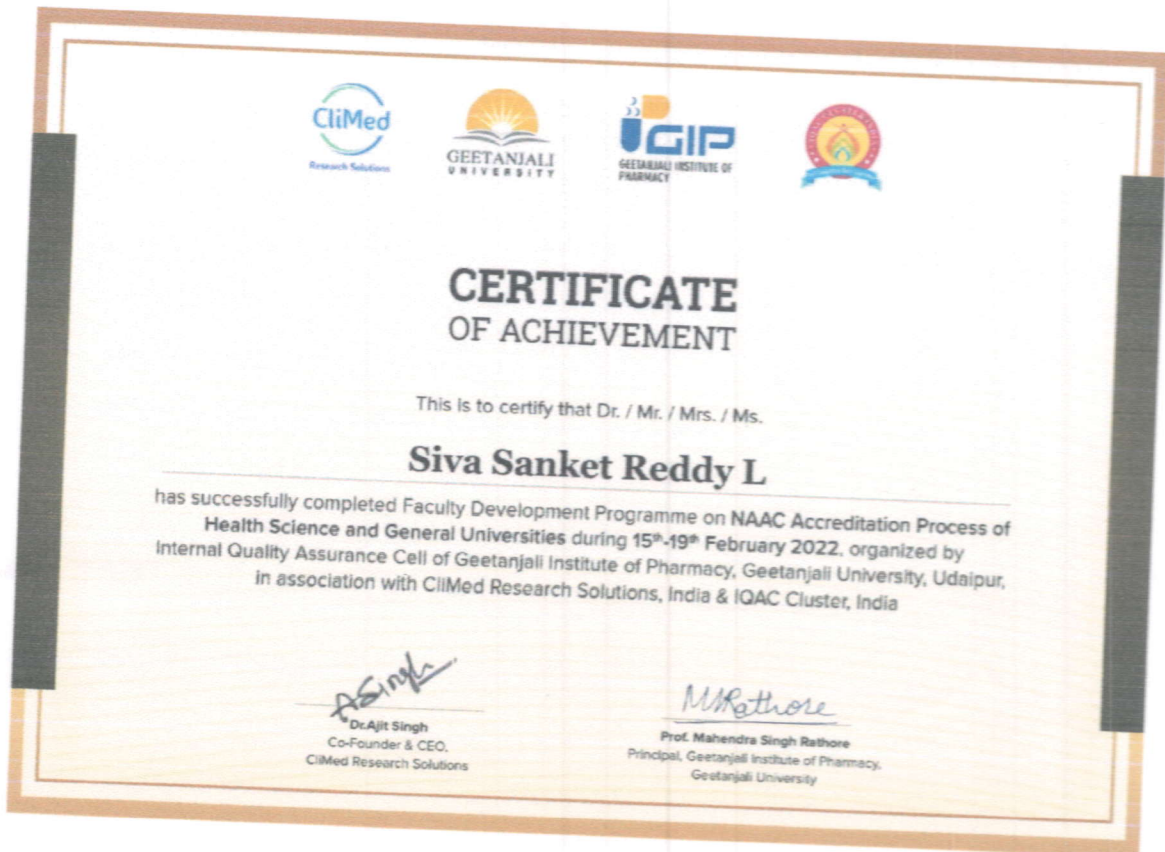 CliMed
Research Solutions
GEETANJALI
UNIVERSITY
GIP
GEETANJALI INSTITUTE OF
PHARMACY
CERTIFICATE
OF ACHIEVEMENT
This is to certify that Dr. / Mr. / Mrs. / Ms.
Siva Sanket Reddy L
has successfully completed Faculty Development Programme on NAAC Accreditation Process of
Health Science and General Universities during 15th-19th February 2022, organized by
Internal Quality Assurance Cell of Geetanjali Institute of Pharmacy, Geetanjali University, Udaipur,
in association with CliMed Research Solutions, India & IQAC Cluster, India
ASingh
Dr.Ajit Singh
Co-Founder & CEO,
CliMed Research Solutions
MSRathore
Prof. Mahendra Singh Rathore
Principal, Geetanjali Institute of Pharmacy,
Geetanjali University